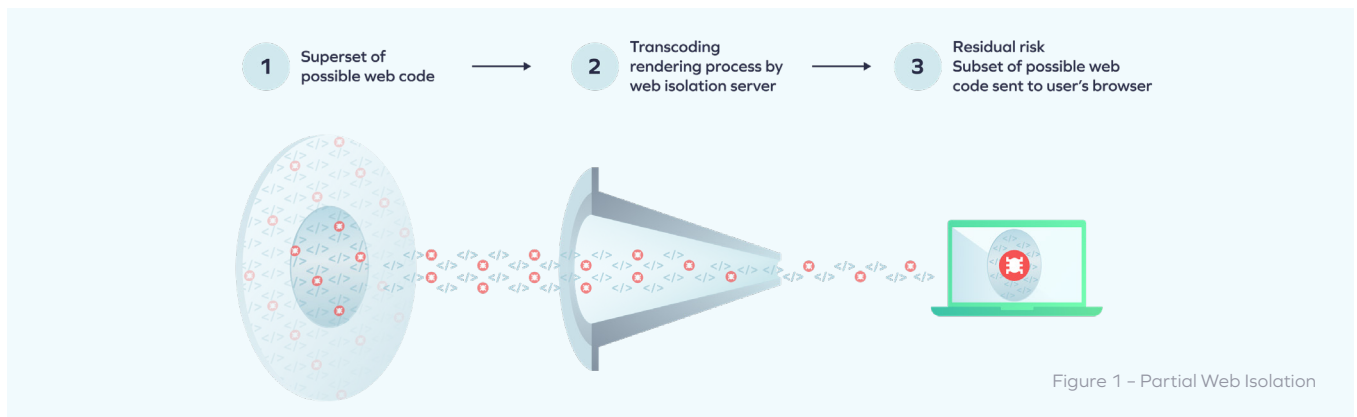 1
Superset of
possible web code
2
Transcoding
rendering process by
web isolation server
3
Residual risk
Subset of possible web
code sent to user's browser
Figure 1 – Partial Web Isolation